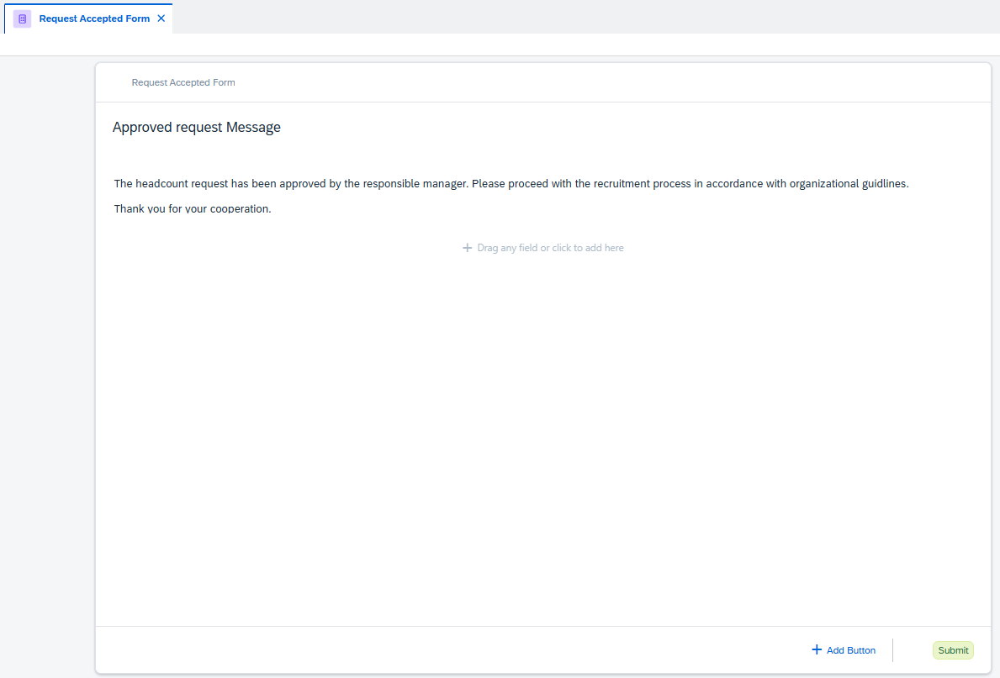 Request Accepted Form
Request Accepted Form
Approved request Message
The headcount request has been approved by the responsible manager. Please proceed with the recruitment process in accordance with organizational guidlines.
Thank you for your cooperation.
Drag any field or click to add here
Add Button
Submit